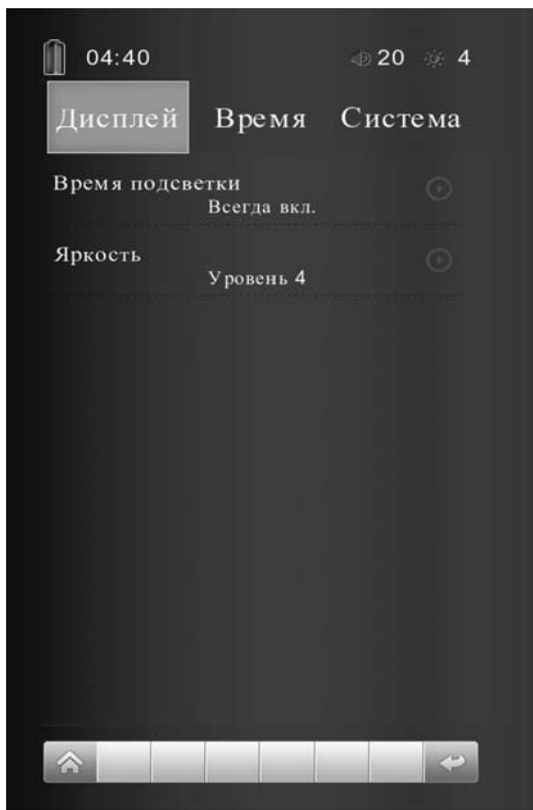 04:40 20 4
Дисплей Время Система
Время подсветки
Всегда вкл.
Яркость
Уровень 4